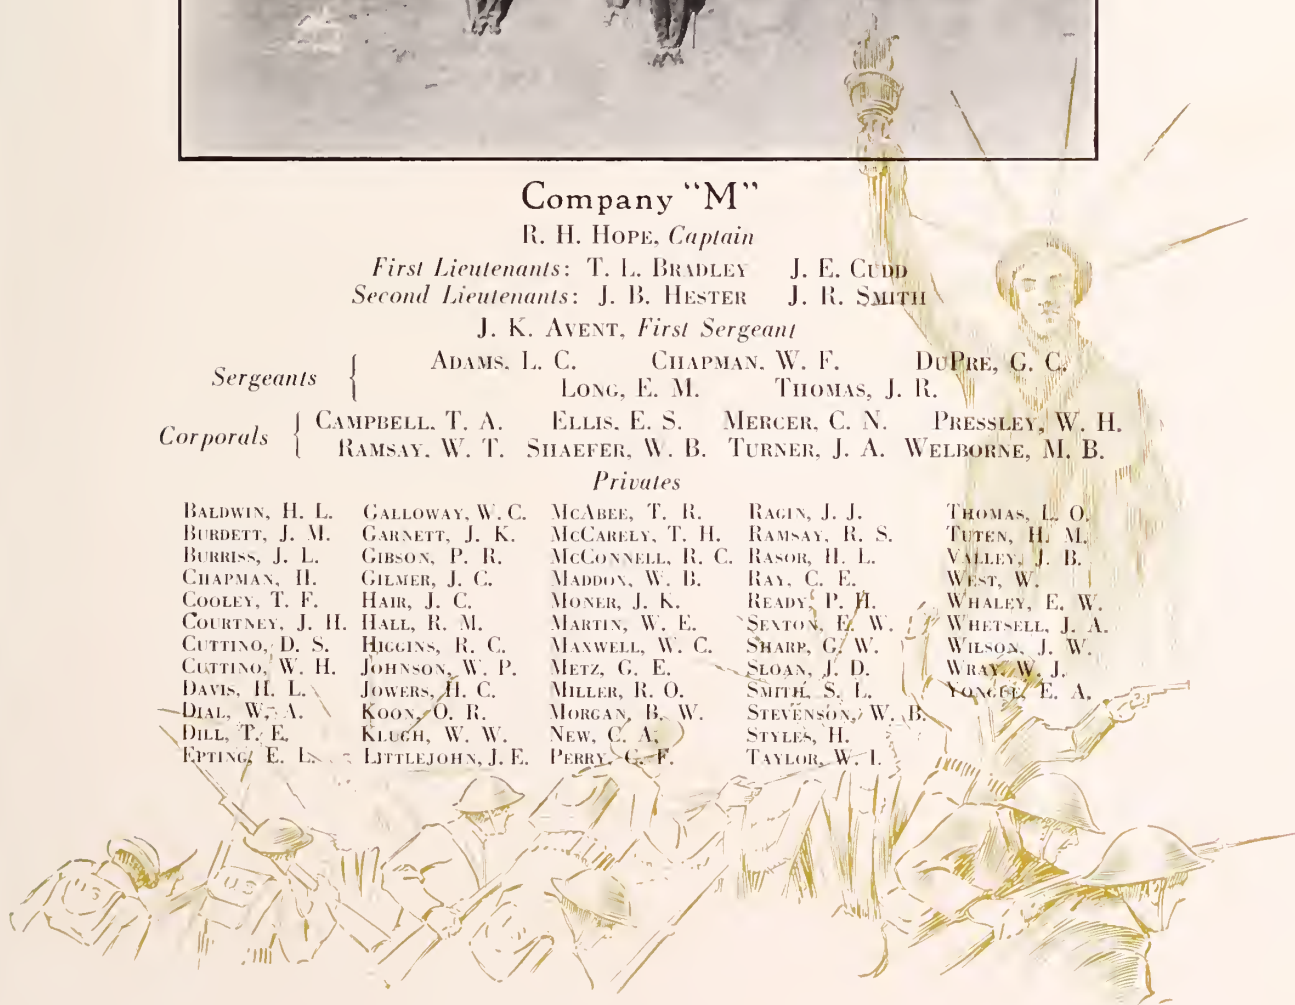 Company “M”
R. H. HOPE, Captain
First Lieutenants: T. L. BRADLEY J. E. CUDD
Second Lieutenants: J. B. HESTER J. R. SMITH
J. K. AVENT, First Sergeant
Sergeants
ADAMS, L. C. CHAPMAN, W. F. DUPRE, G. C.
LONG, E. M. THOMAS, J. R.
Corporals
CAMPBELL, T. A. ELLIS, E. S. MERCER, C. N. PRESSLEY, W. H.
RAMSAY, W. T. SHAEFER, W. B. TURNER, J. A. WELBORNE, M. B.
Privates
BALDWIN, H. L.
BURDETT, J. M.
BURRISS, J. L.
CHAPMAN, H.
COOLEY, T. F.
COURTNEY, J. H.
CUTTINO, D. S.
CUTTINO, W. H.
DAVIS, H. L.
DIAL, W. A.
DILL, T. E.
EPTING, E. L.
GALLOWAY, W. C.
GARNETT, J. K.
GIBSON, P. R.
GILMER, J. C.
HAIR, J. C.
HALL, R. M.
HIGGINS, R. C.
JOHNSON, W. P.
JOWERS, H. C.
KOON, O. R.
KLUGH, W. W.
LITTLEJOHN, J. E.
MCABEE, T. R.
MCCARELY, T. H.
MCCONNELL, R. C.
MADDOX, W. B.
MONER, J. K.
MARTIN, W. E.
MAXWELL, W. C.
METZ, G. E.
MILLER, R. O.
MORGAN, B. W.
NEW, C. A.
PERRY, G. F.
RAGIN, J. J.
RAMSAY, R. S.
RASOR, H. L.
RAY, C. E.
READY, P. H.
SEXTON, E. W.
SHARP, G. W.
SLOAN, J. D.
SMITH, S. L.
STEVENSON, W. B.
STYLES, H.
TAYLOR, W. I.
THOMAS, L. O.
TUTEN, H. M.
VALLEY, J. B.
WEST, W.
WHALEY, E. W.
WHETSELL, J. A.
WILSON, J. W.
WRAY, W. J.
YONGUE, E. A.
US